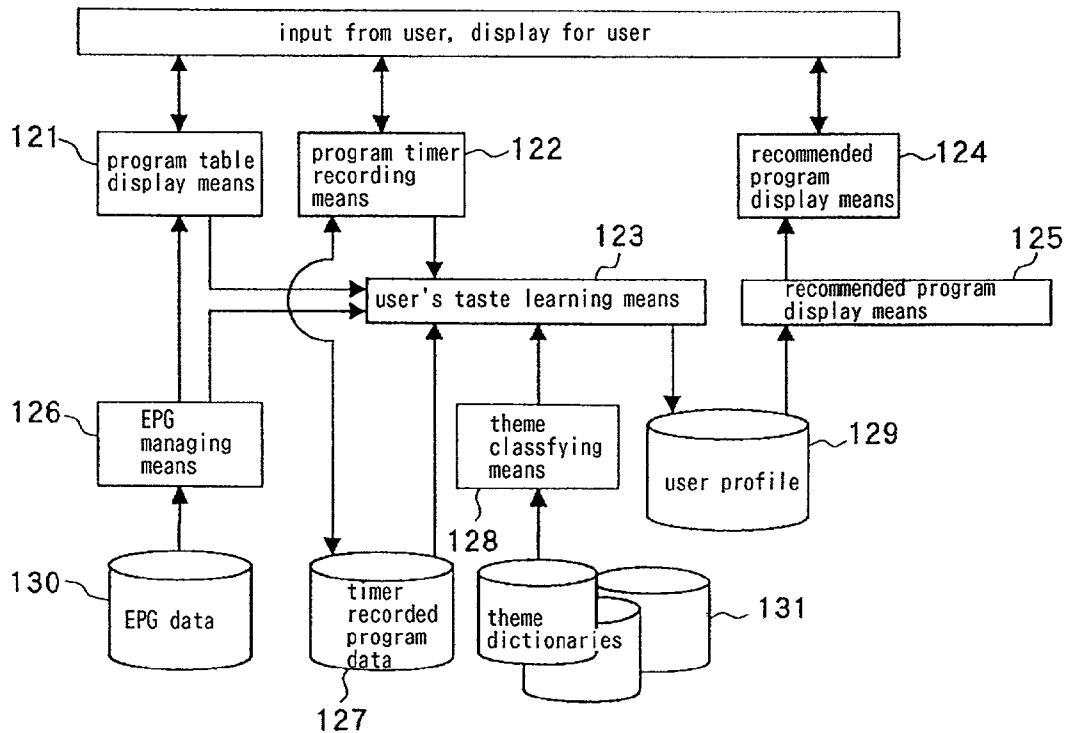 input from user, display for user
121
program table
display means
program timer
recording
means
122
recommended
program
display means
124
123
user's taste learning means
125
recommended program
display means
126
EPG
managing
means
theme
classfying
means
128
129
user profile
130
EPG data
timer
recorded
program
data
127
theme
dictionaries
131